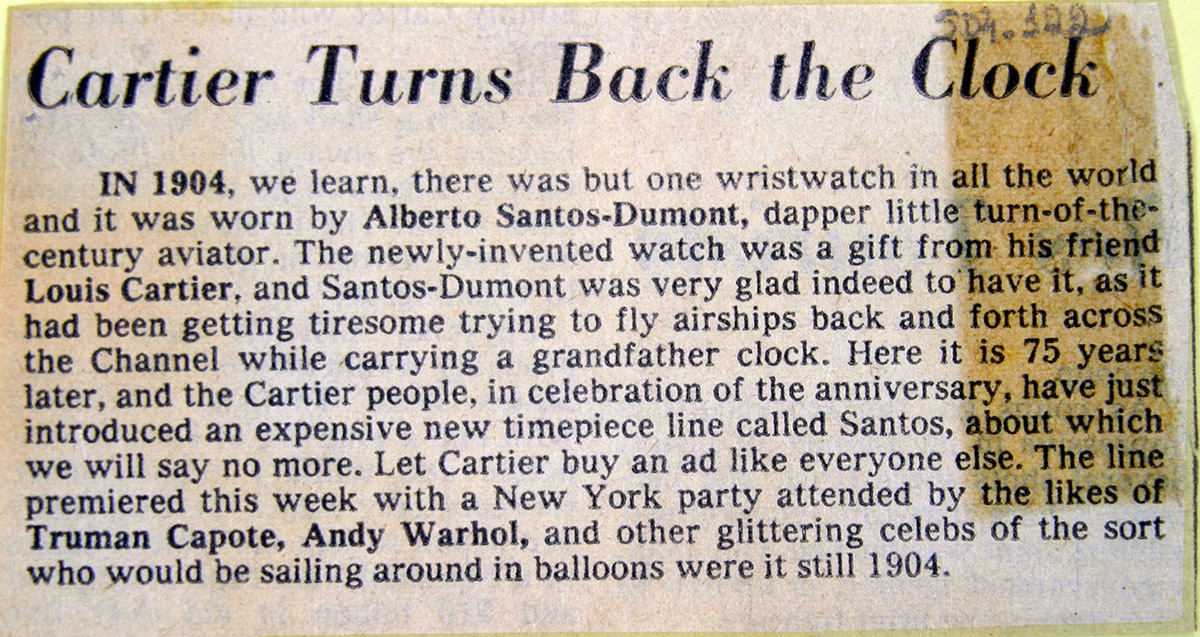 Cartier Turns Back the Clock
IN 1904, we learn, there was but one wristwatch in all the world
and it was worn by Alberto Santos-Dumont, dapper little turn-of-the-
century aviator. The newly-invented watch was a gift from his friend
Louis Cartier, and Santos-Dumont was very glad indeed to have it, as it
had been getting tiresome trying to fly airships back and forth across
the Channel while carrying a grandfather clock. Here it is 75 years
later, and the Cartier people, in celebration of the anniversary, have just
introduced an expensive new timepiece line called Santos, about which
we will say no more. Let Cartier buy an ad like everyone else. The line
premiered this week with a New York party attended by the likes of
Truman Capote, Andy Warhol, and other glittering celebs of the sort
who would be sailing around in balloons were it still 1904.